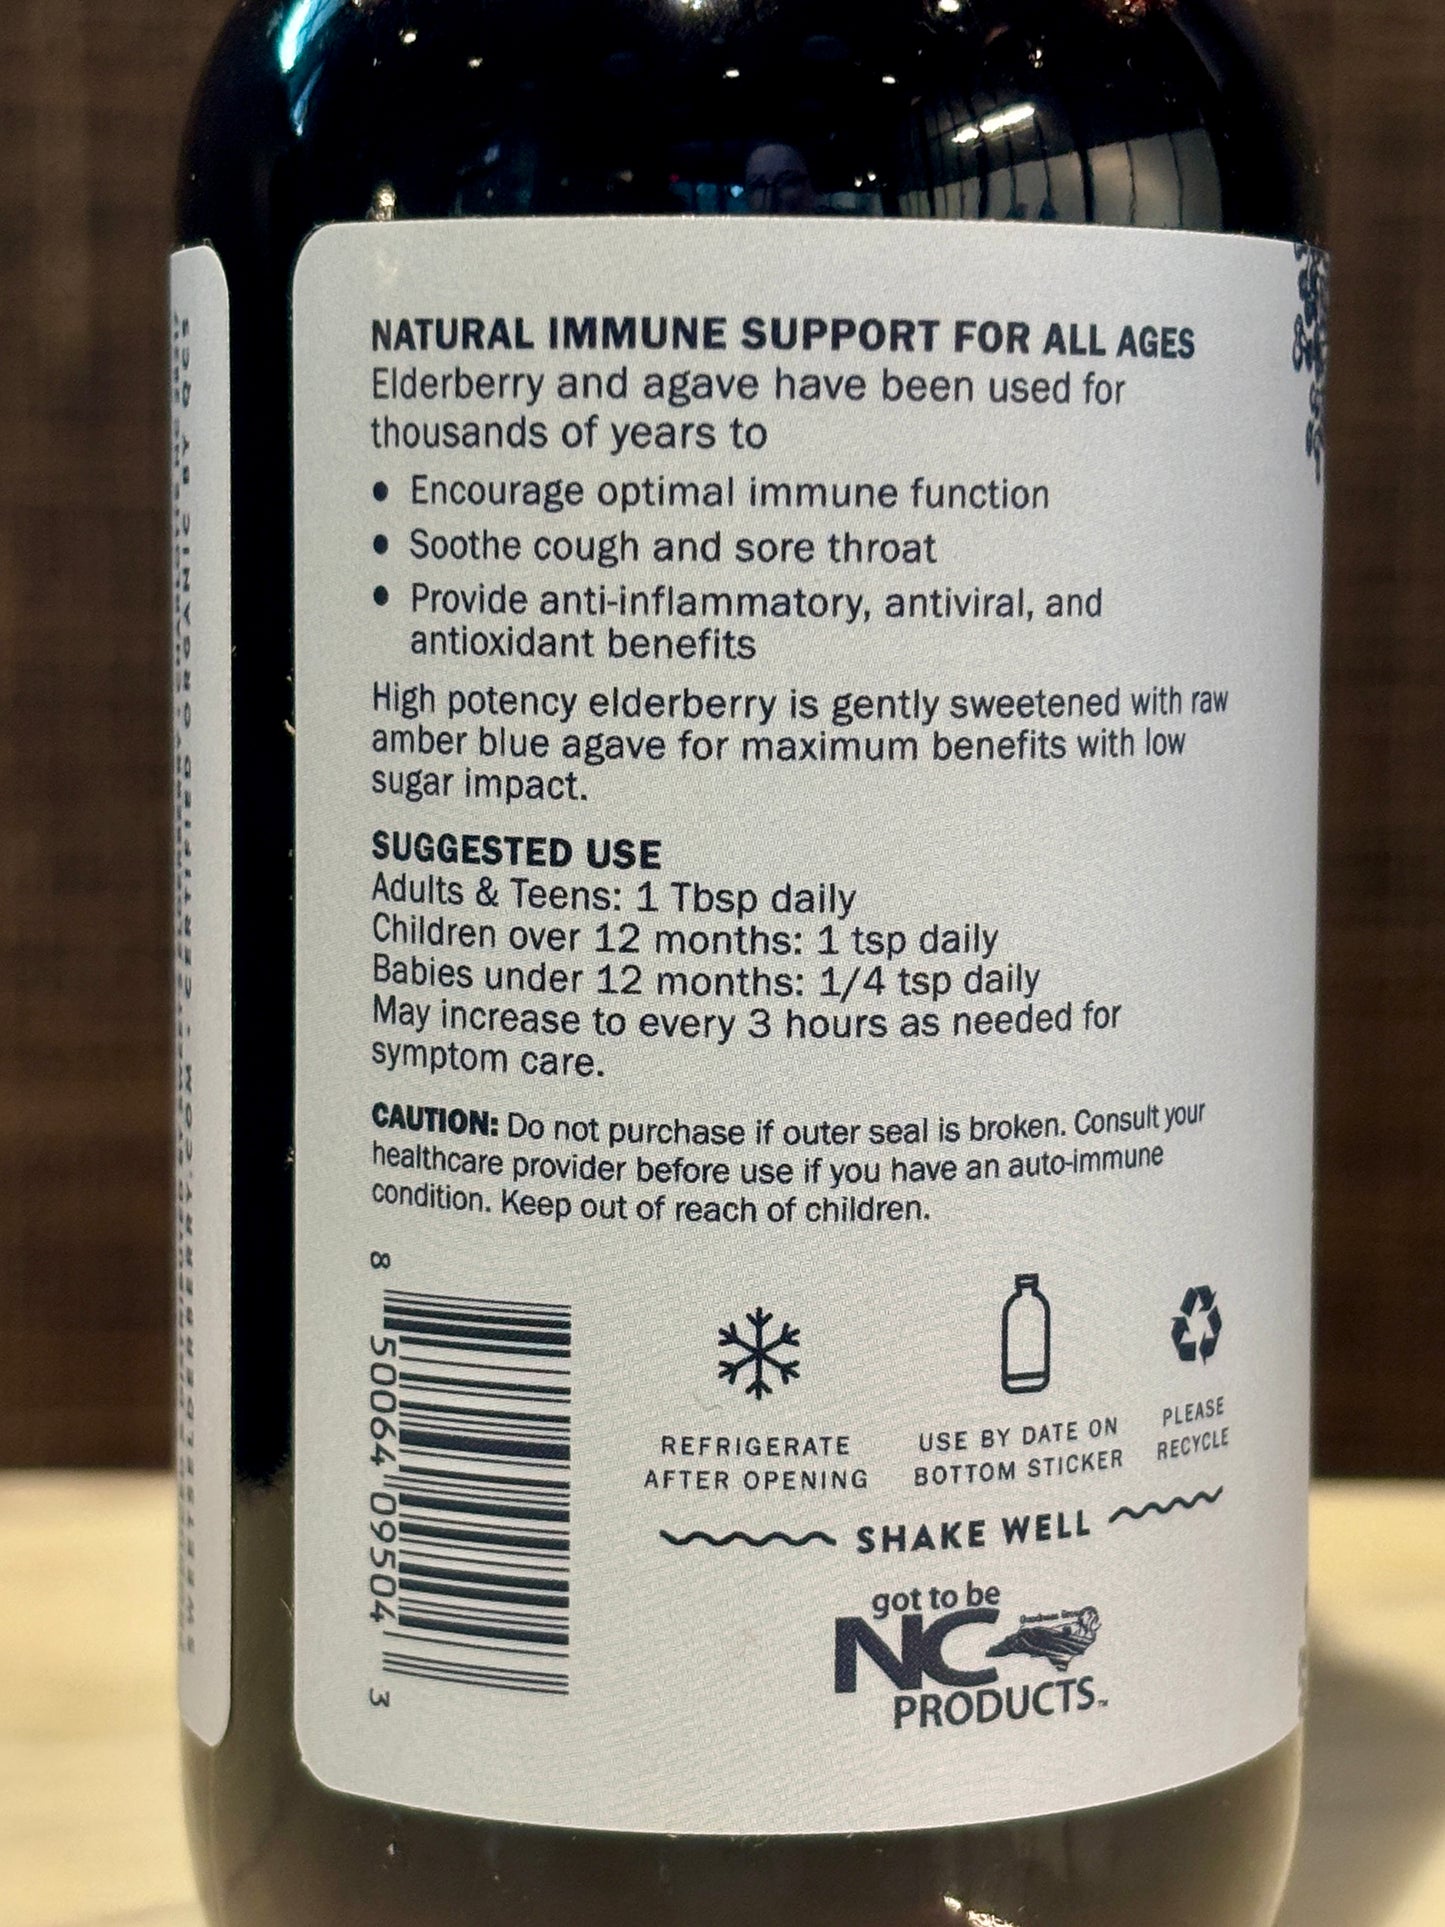 NATURAL IMMUNE SUPPORT FOR ALL AGES
Elderberry and agave have been used for
thousands of years to
• Encourage optimal immune function
• Soothe cough and sore throat
• Provide anti-inflammatory, antiviral, and
antioxidant benefits
High potency elderberry is gently sweetened with raw
amber blue agave for maximum benefits with low
sugar impact.
SUGGESTED USE
Adults & Teens: 1 Tbsp daily
Children over 12 months: 1 tsp daily
Babies under 12 months: 1/4 tsp daily
May increase to every 3 hours as needed for
symptom care.
CAUTION: Do not purchase if outer seal is broken. Consult your
healthcare provider before use if you have an auto-immune
condition. Keep out of reach of children.
8 50064 09504 3
REFRIGERATE
AFTER OPENING
USE BY DATE ON
BOTTOM STICKER
PLEASE
RECYCLE
SHAKE WELL
got to be
NC
PRODUCTS™